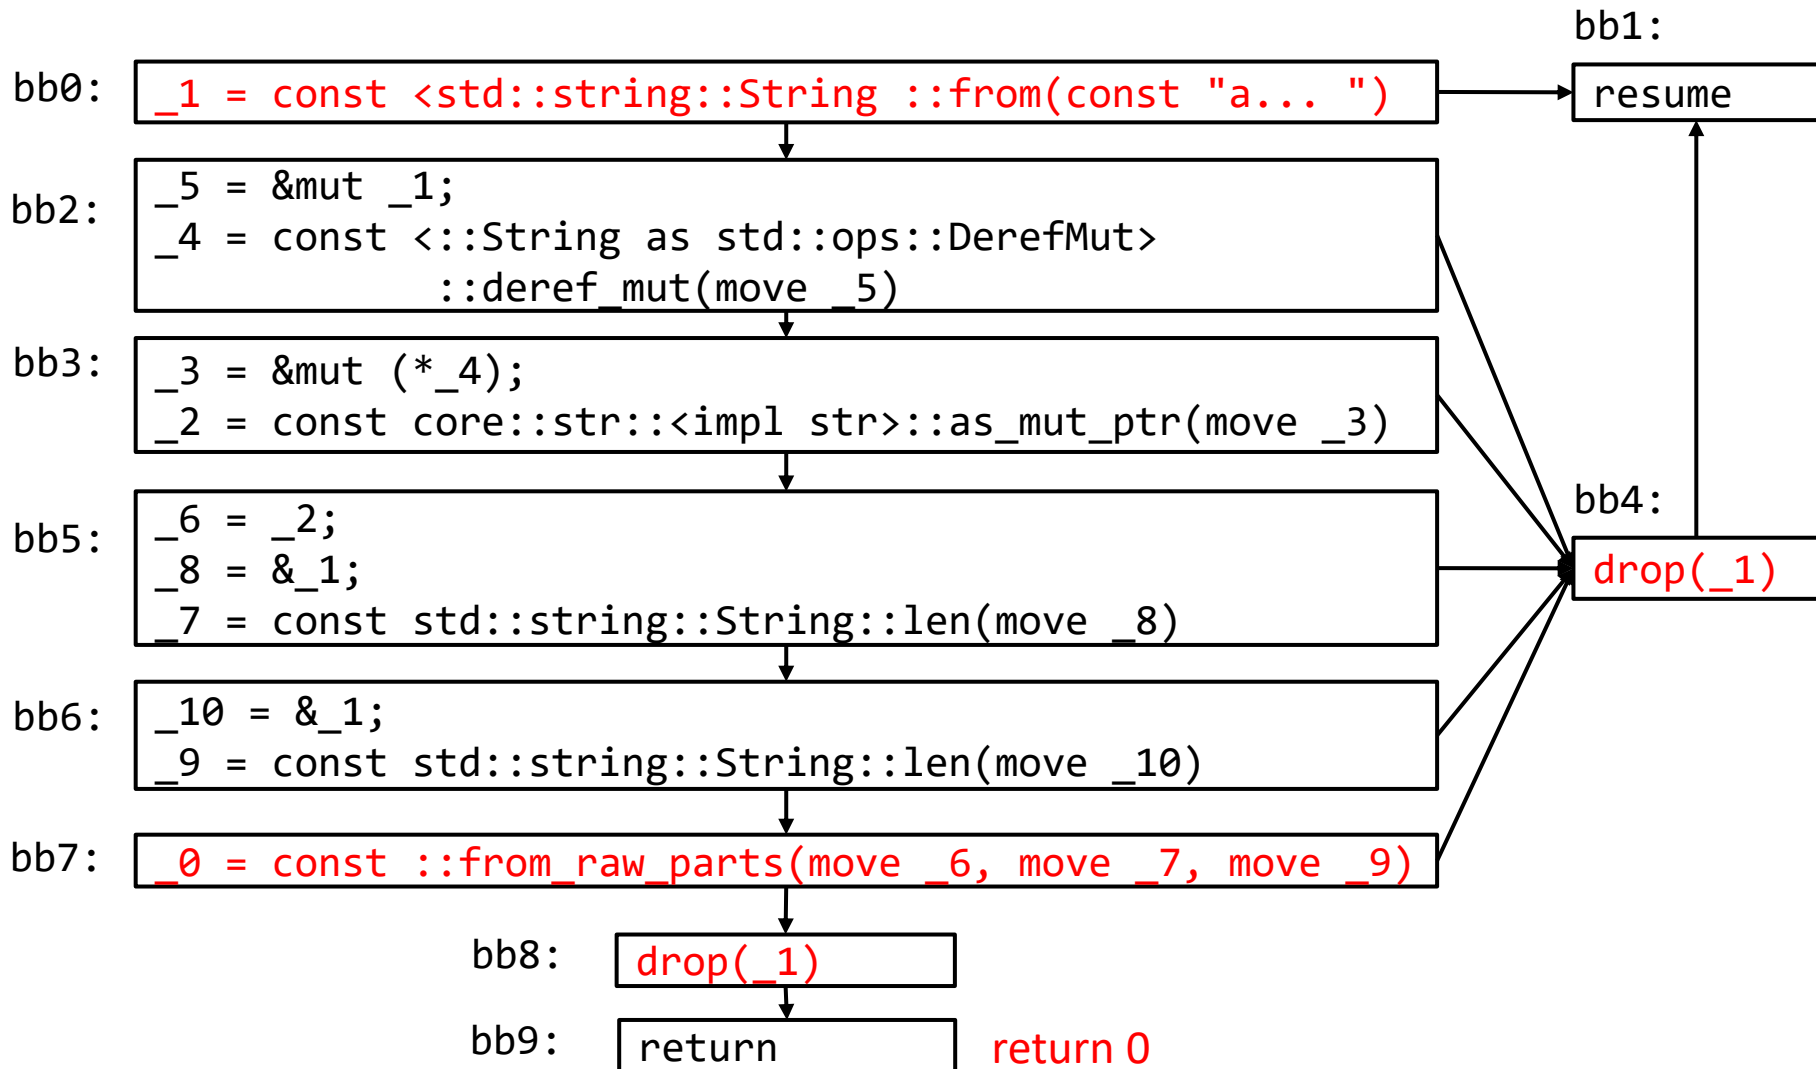 bb1:
bb0:
_1 = const <std::string::String ::from(const "a... ")
resume
bb2:
_5 = &mut _1;
_4 = const <::String as std::ops::DerefMut>
::deref_mut(move _5)
bb3:
_3 = &mut (*_4);
_2 = const core::str::<impl str>::as_mut_ptr(move _3)
bb5:
_6 = _2;
_8 = &_1;
_7 = const std::string::String::len(move _8)
bb4:
drop(_1)
bb6:
_10 = &_1;
_9 = const std::string::String::len(move _10)
bb7:
_0 = const ::from_raw_parts(move _6, move _7, move _9)
bb8:
drop(_1)
bb9:
return
return 0